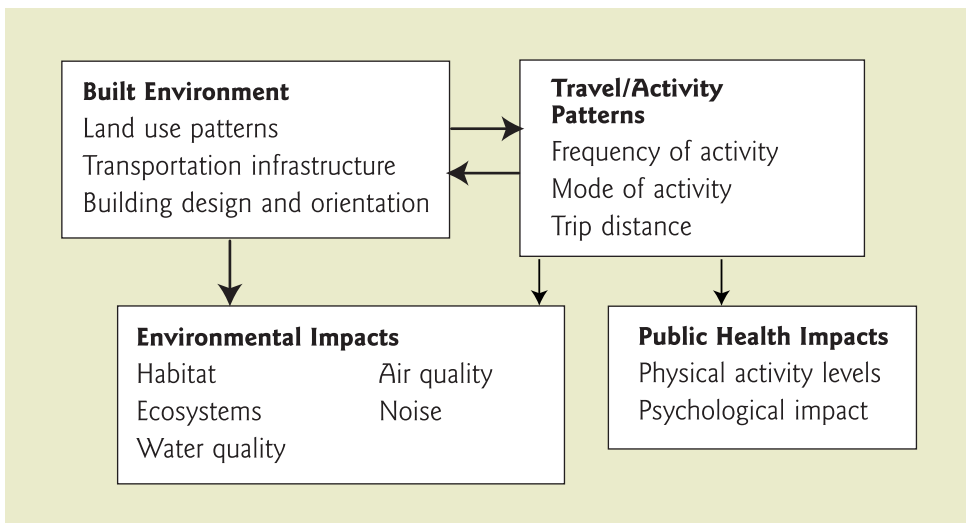 Built Environment
Land use patterns
Transportation infrastructure
Building design and orientation
Travel/Activity
Patterns
Frequency of activity
Mode of activity
Trip distance
Environmental Impacts
Habitat
Ecosystems
Water quality
Air quality
Noise
Public Health Impacts
Physical activity levels
Psychological impact